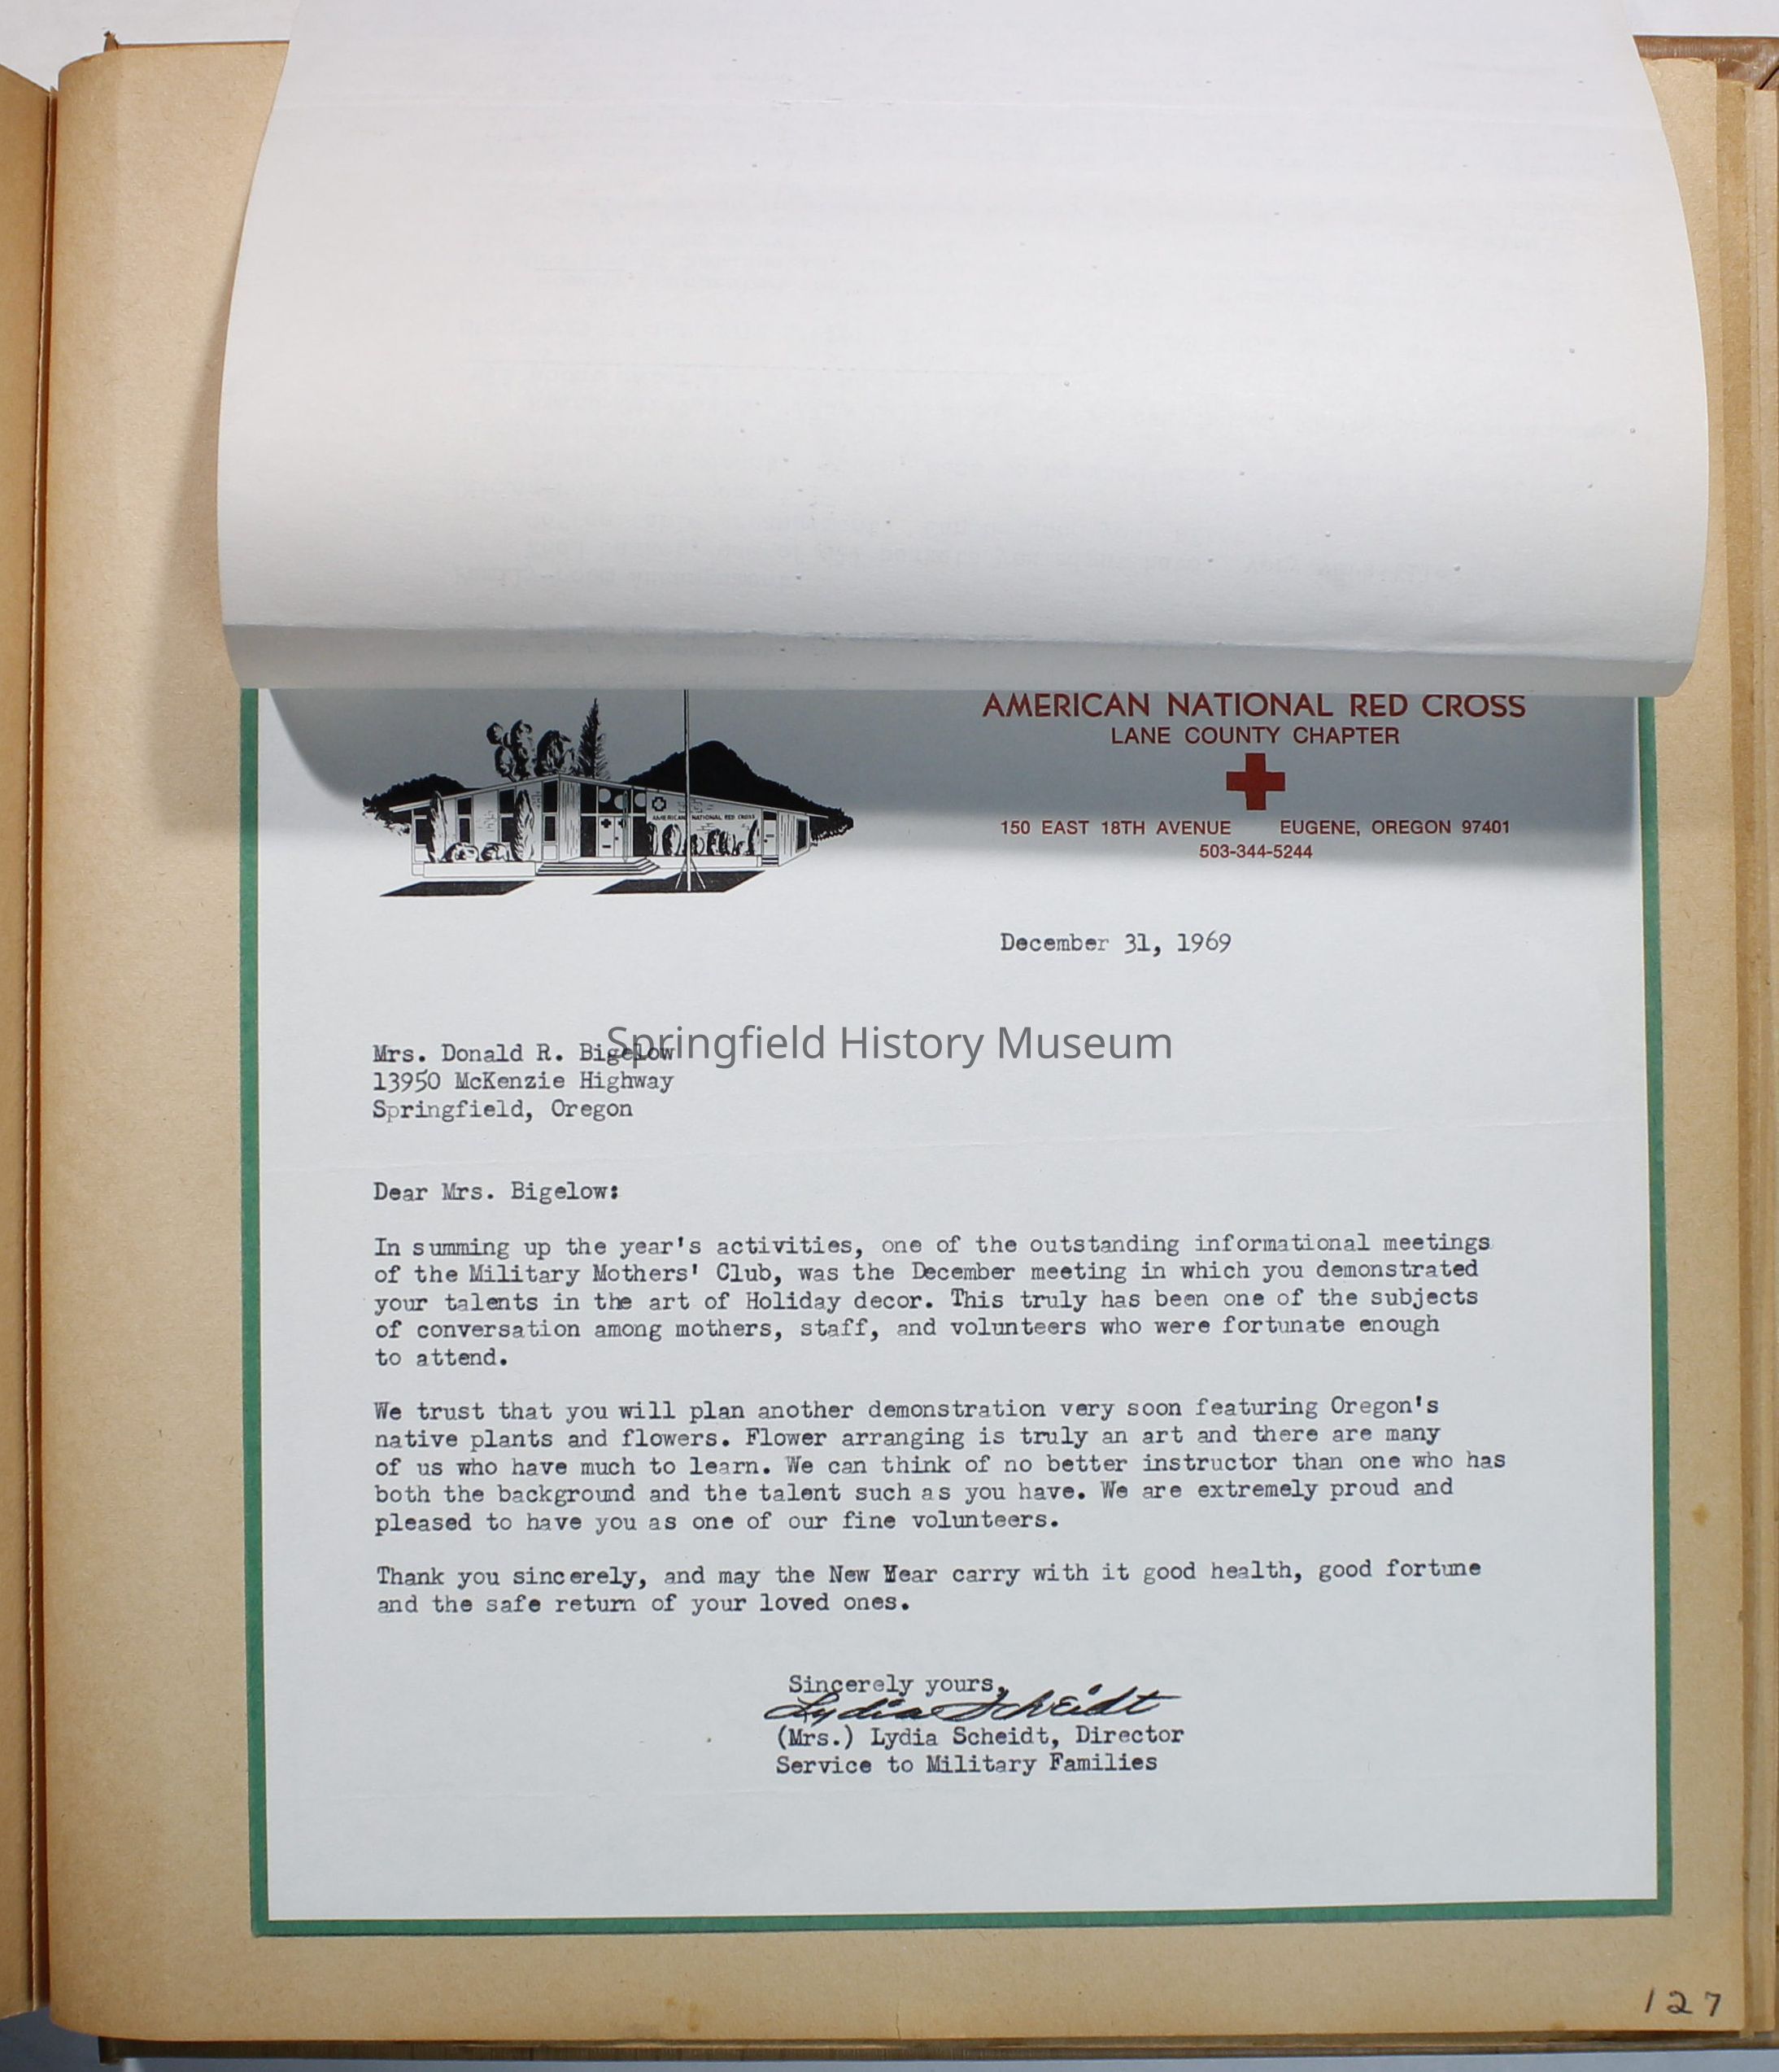 AMERICAN NATIONAL RED CROSS
LANE COUNTY CHAPTER
AMERICAN NATIONAL RED CROSS
150 EAST 18TH AVENUE EUGENE, OREGON 97401
503-344-5244
December 31, 1969
Springfield History Museum
Mrs. Donald R. Bigelow
13950 McKenzie Highway
Springfield, Oregon
Dear Mrs. Bigelow:
In summing up the year's activities, one of the outstanding informational meetings
of the Military Mothers' Club, was the December meeting in which you demonstrated
your talents in the art of Holiday decor. This truly has been one of the subjects
of conversation among mothers, staff, and volunteers who were fortunate enough
to attend.
We trust that you will plan another demonstration very soon featuring Oregon's
native plants and flowers. Flower arranging is truly an art and there are many
of us who have much to learn. We can think of no better instructor than one who has
both the background and the talent such as you have. We are extremely proud and
pleased to have you as one of our fine volunteers.
Thank you sincerely, and may the New Year carry with it good health, good fortune
and the safe return of your loved ones.
Sincerely yours,
Lydia Scheidt
(Mrs.) Lydia Scheidt, Director
Service to Military Families
127